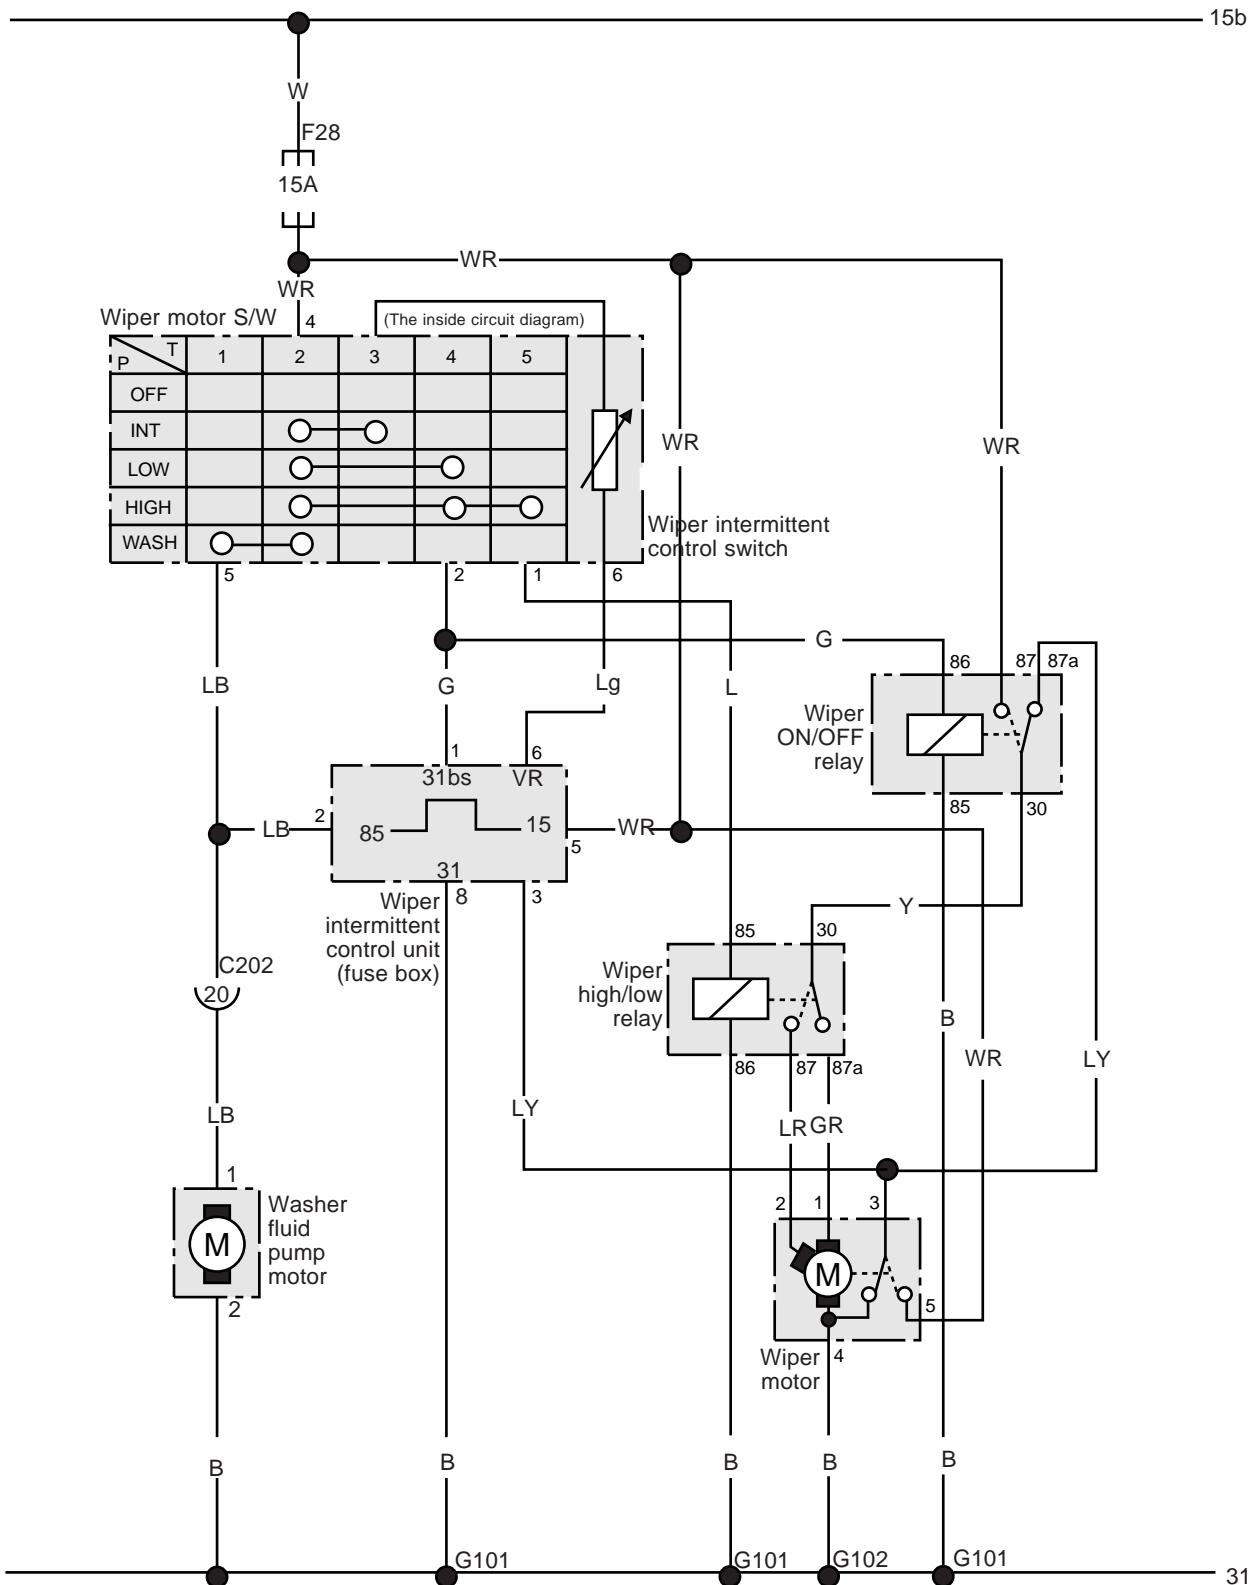 15b
W
F28
15A
WR
WR
Wiper motor S/W
4
(The inside circuit diagram)
P T 1 2 3 4 5
OFF
INT
LOW
HIGH
WASH
WR
WR
Wiper intermittent
control switch
5 2 1 6
G
86 87 87a
LB
G
Lg
L
Wiper
ON/OFF
relay
1 6
31bs VR
85 30
2
LB
85 15
WR
5
31
8 3
Wiper
intermittent
control unit
(fuse box)
Y
85 30
C202
20
Wiper
high/low
relay
B
WR
LY
86 87 87a
LB
LY
LR GR
1
2 1 3
Washer
fluid
pump
motor
M
M
2
5
Wiper
motor
4
B
B
B
B
B
G101
G101
G102
G101
31